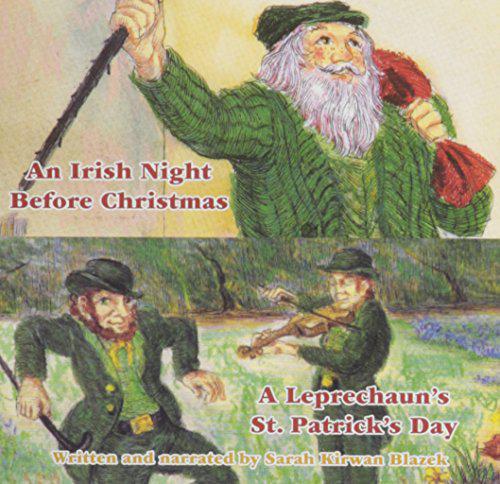 An Irish Night
Before Christmas
A Leprechaun's
St. Patrick's Day
Written and narrated by Sarah Kirwan Blazek